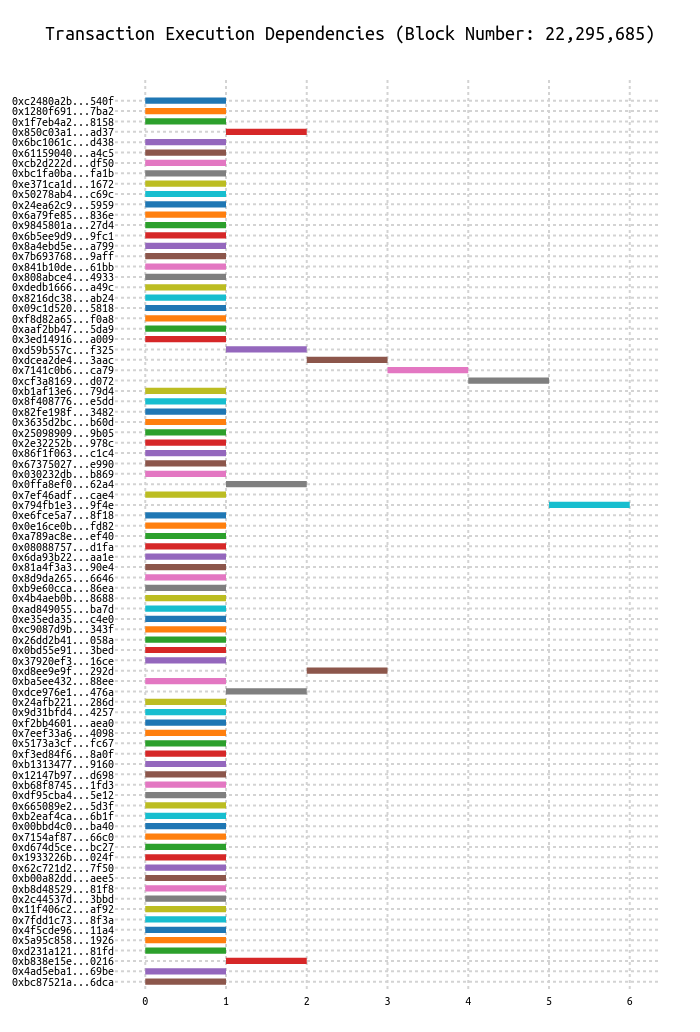 Transaction Execution Dependencies (Block Number: 22,295,685)
0xc2480a2b...540f
0x1280f691...7ba2
0x1f7eb4a2...8158
0x850c03a1...ad37
0x6bc1061c...d438
0x61159040...a4c5
0xcb2d222d...df50
0xbc1fa0ba...fa1b
0xe371ca1d...1672
0x50278ab4...c69c
0x24ea62c9...5959
0x6a79fe85...836e
0x9845801a...27d4
0x6b5ee9d9...9fc1
0x8a4ebd5e...a799
0x7b693768...9aff
0x841b10de...61bb
0x808abce4...4933
0xdedb1666...a49c
0x8216dc38...ab24
0x09c1d520...5818
0xf8d82a65...f0a8
0xaaf2bb47...5da9
0x3ed14916...a009
0xd59b557c...f325
0xdcea2de4...3aac
0x7141c0b6...ca79
0xcf3a8169...d072
0xb1af13e6...79d4
0x8f408776...e5dd
0x82fe198f...3482
0x3635d2bc...b60d
0x25098909...9b05
0x2e32252b...978c
0x86f1f063...c1c4
0x67375027...e990
0x030232db...b869
0x0ffa8ef0...62a4
0x7ef46adf...cae4
0x794fb1e3...9f4e
0xe6fce5a7...8f18
0x0e16ce0b...fd82
0xa789ac8e...ef40
0x08088757...d1fa
0x6da93b22...aa1e
0x81a4f3a3...90e4
0x8d9da265...6646
0xb9e60cca...86ea
0x4b4aeb0b...8688
0xad849055...ba7d
0xe35eda35...c4e0
0xc9087d9b...343f
0x26dd2b41...058a
0x0bd55e91...3bed
0x37920ef3...16ce
0xd8ee9e9f...292d
0xba5ee432...88ee
0xdce976e1...476a
0x24afb221...286d
0x9d31bfd4...4257
0xf2bb4601...aea0
0x7eef33a6...4098
0x5173a3cf...fc67
0xf3ed84f6...8a0f
0xb1313477...9160
0x12147b97...d698
0xb68f8745...1fd3
0xdf95cba4...5e12
0x665089e2...5d3f
0xb2eaf4ca...6b1f
0x00bbd4c0...ba40
0x7154af87...66c0
0xd674d5ce...bc27
0x1933226b...024f
0x62c721d2...7f50
0xb00a82dd...aee5
0xb8d48529...81f8
0x2c44537d...3bbd
0x11f406c2...af92
0x7fdd1c73...8f3a
0x4f5cde96...11a4
0x5a95c858...1926
0xd231a121...81fd
0xb838e15e...0216
0x4ad5eba1...69be
0xbc87521a...6dca
0 1 2 3 4 5 6